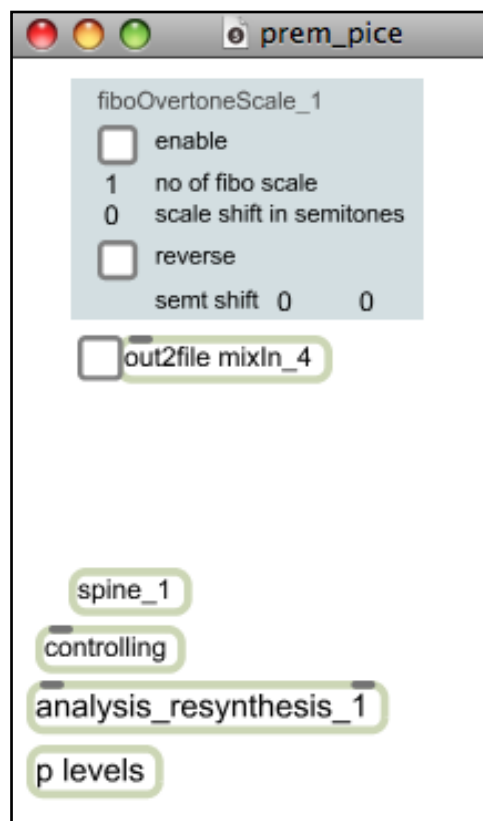 prem_pice
fiboOvertoneScale_1
enable
1 no of fibo scale
0 scale shift in semitones
reverse
semt shift 0 0
out2file mixIn_4
spine_1
controlling
analysis_resynthesis_1
p levels